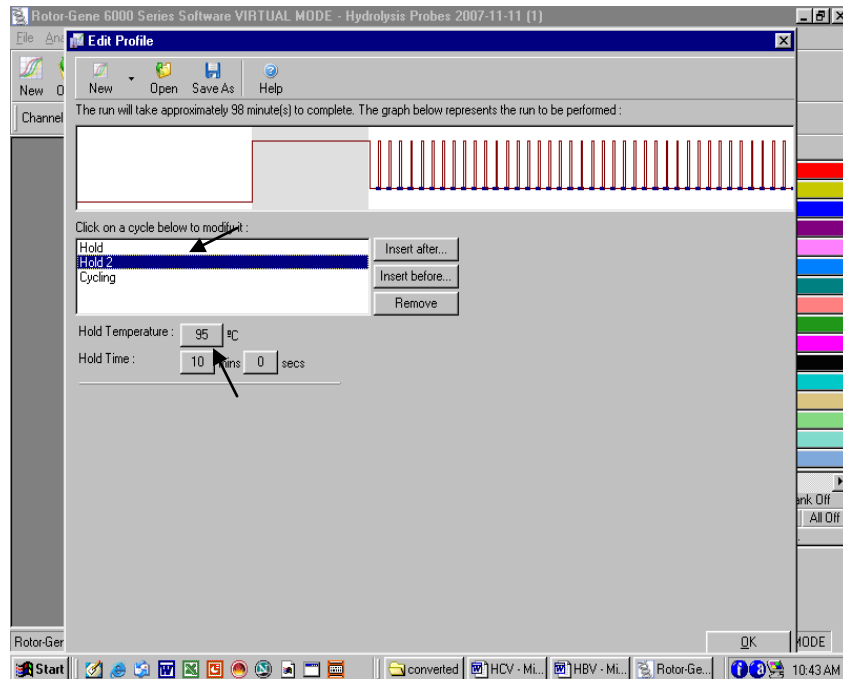 Rotor-Gene 6000 Series Software VIRTUAL MODE - Hydrolysis Probes 2007-11-11 (1)
File Ana
Edit Profile
New
New Open Save As Help
Channel
The run will take approximately 98 minute(s) to complete. The graph below represents the run to be performed :
Click on a cycle below to modify it :
Hold
Hold 2
Cycling
Insert after...
Insert before...
Remove
Hold Temperature : 95 ºC
Hold Time : 10 mins 0 secs
ank Off
All Off
OK
Rotor-Ger
MODE
Start
converted
HCV - Mi...
HBV - Mi...
Rotor-Ge...
10:43 AM